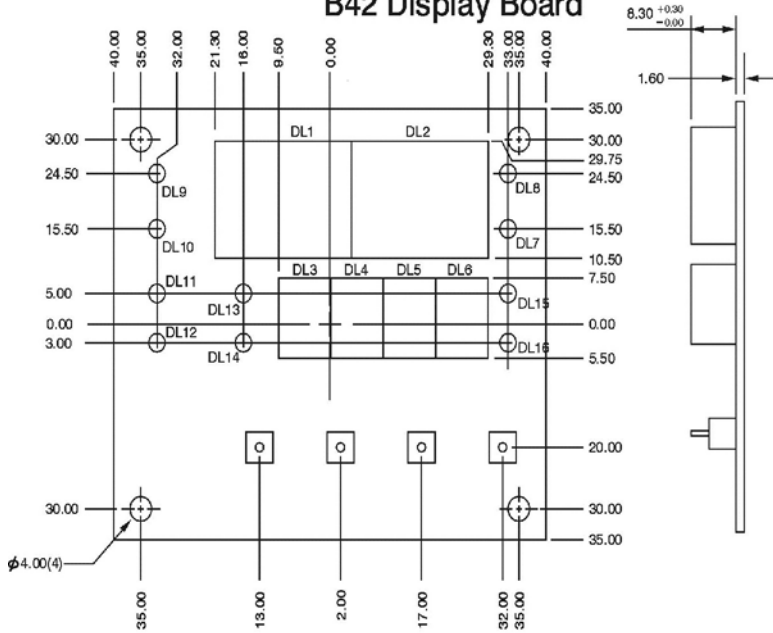 B42 Display Board
8.30 +0.30 -0.00
1.60
40.00 35.00 32.00 21.30 16.00 9.50 0.00 29.30 33.00 35.00 40.00
35.00
DL1 DL2
30.00 30.00
29.75
24.50 24.50
DL9 DL8
15.50 15.50
DL10 DL7
10.50
DL3 DL4 DL5 DL6 7.50
DL11
5.00
DL13 DL15
0.00 0.00
DL12
3.00
DL14 DL16
5.50
20.00
30.00 30.00
35.00
ϕ4.00(4)
35.00 13.00 2.00 17.00 32.00 35.00